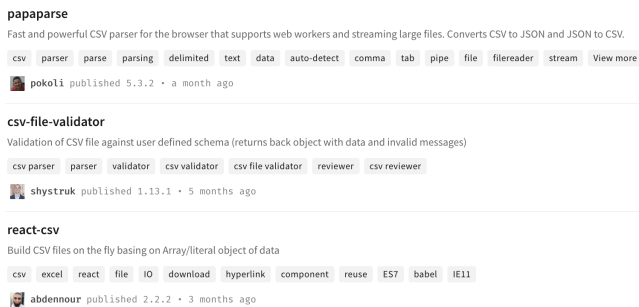 papaparse
Fast and powerful CSV parser for the browser that supports web workers and streaming large files. Converts CSV to JSON and JSON to CSV.
csv parser parse parsing delimited text data auto-detect comma tab pipe file filereader stream View more
pokoli published 5.3.2 • a month ago
csv-file-validator
Validation of CSV file against user defined schema (returns back object with data and invalid messages)
csv parser parser validator csv validator csv file validator reviewer csv reviewer
shystruk published 1.13.1 • 5 months ago
react-csv
Build CSV files on the fly basing on Array/literal object of data
csv excel react file IO download hyperlink component reuse ES7 babel IE11
abdennour published 2.2.2 • 3 months ago